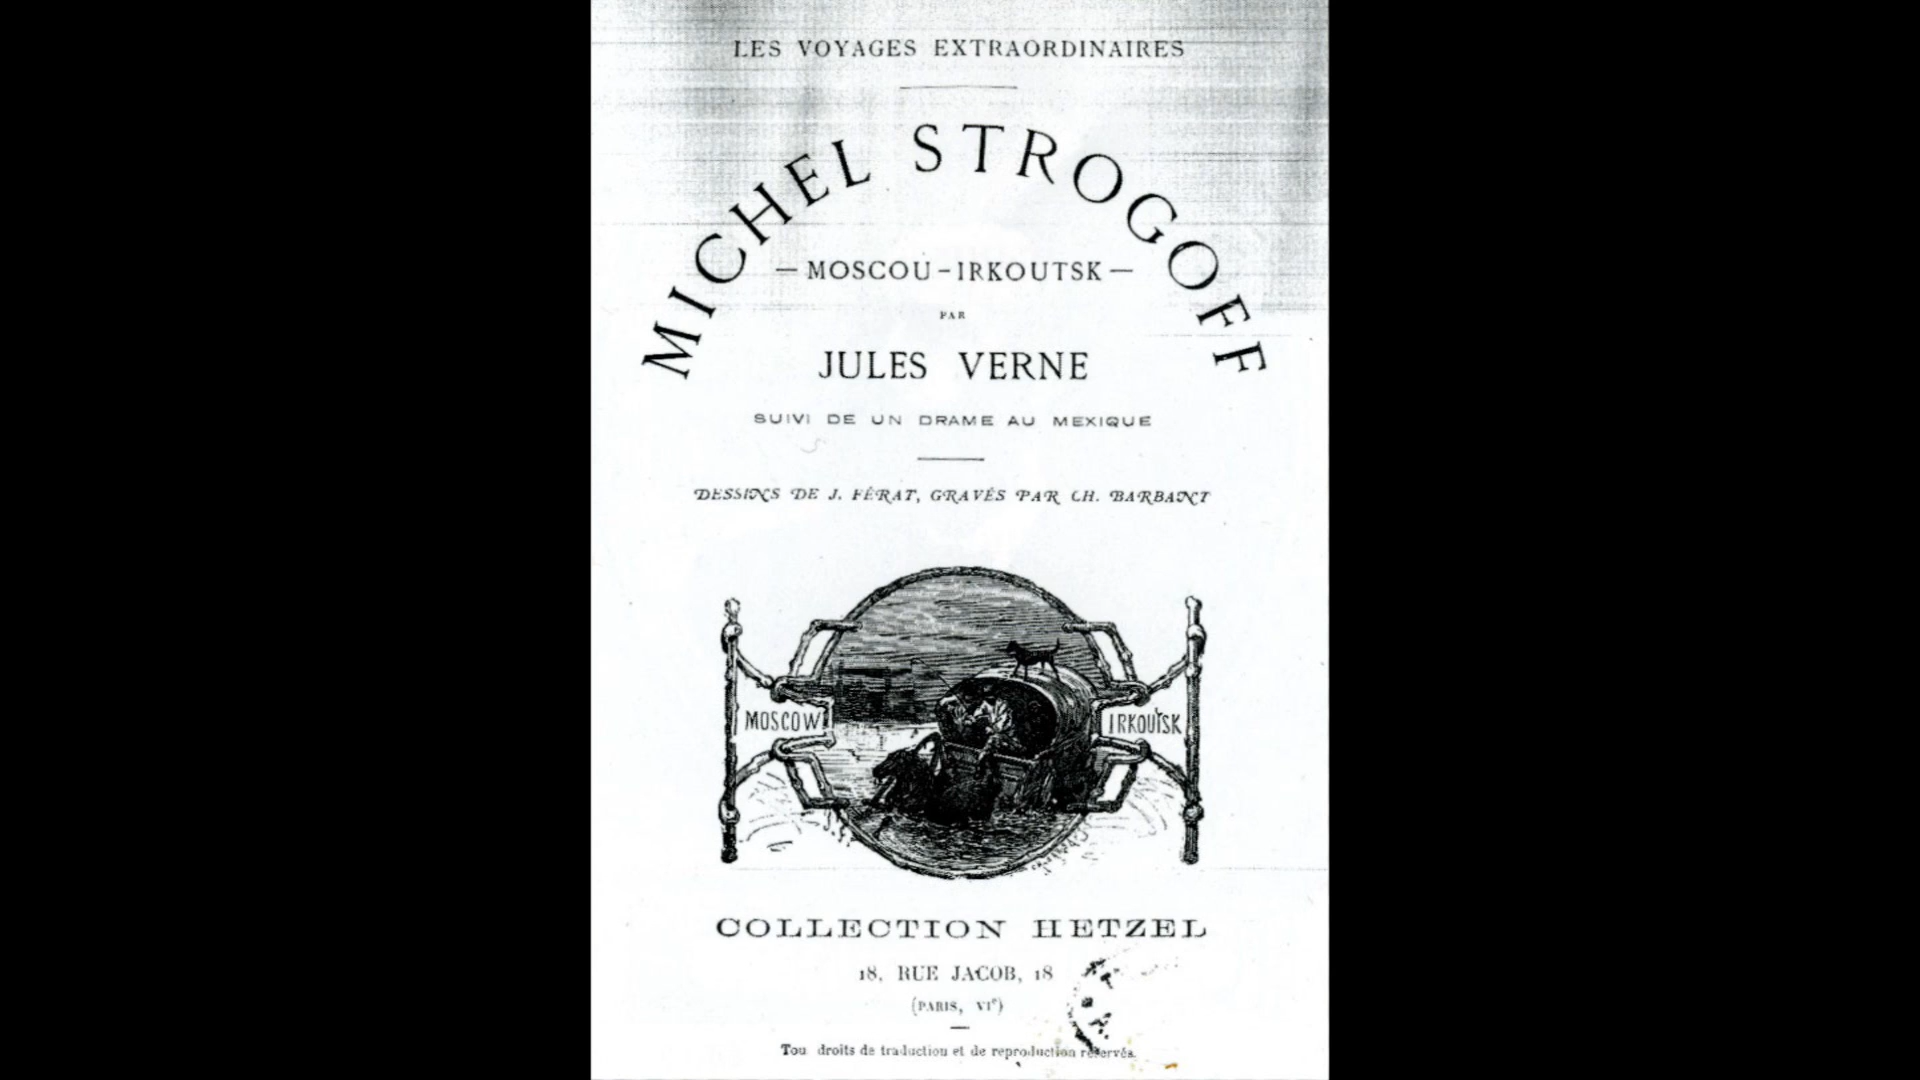 LES VOYAGES EXTRAORDINAIRES
MICHEL STROGOFF
— MOSCOU - IRKOUTSK —
PAR
JULES VERNE
SUIVI DE UN DRAME AU MEXIQUE
DESSINS DE J. FÉRAT, GRAVÉS PAR CH. BARBANT
MOSCOW
IRKOUTSK
COLLECTION HETZEL
18, RUE JACOB, 18
(PARIS, VIe)
Tou droits de traduction et de reproduction réservés.